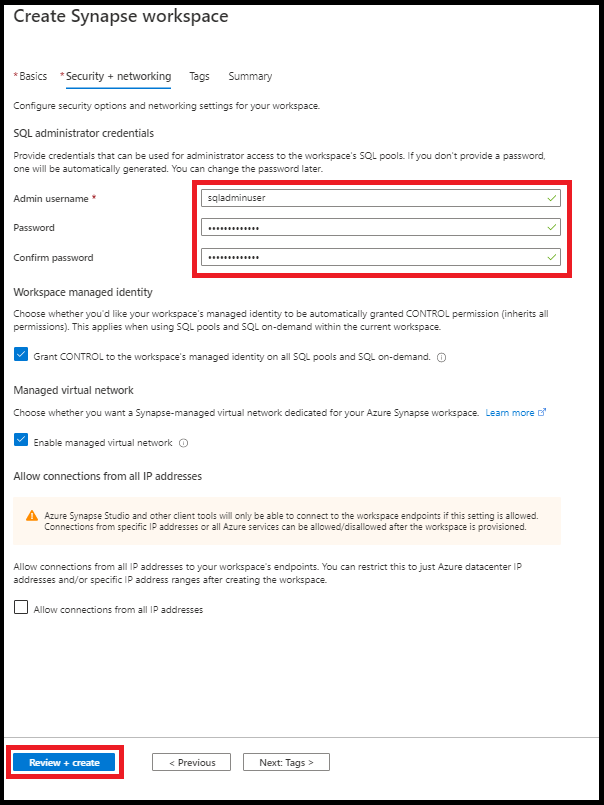 Create Synapse workspace
* Basics * Security + networking Tags Summary
Configure security options and networking settings for your workspace.
SQL administrator credentials
Provide credentials that can be used for administrator access to the workspace's SQL pools. If you don't provide a password,
one will be automatically generated. You can change the password later.
Admin username * sqladminuser
Password •••••••••••••
Confirm password •••••••••••••
Workspace managed identity
Choose whether you'd like your workspace's managed identity to be automatically granted CONTROL permission (inherits all
permissions). This applies when using SQL pools and SQL on-demand within the current workspace.
Grant CONTROL to the workspace's managed identity on all SQL pools and SQL on-demand.
Managed virtual network
Choose whether you want a Synapse-managed virtual network dedicated for your Azure Synapse workspace. Learn more
Enable managed virtual network
Allow connections from all IP addresses
Azure Synapse Studio and other client tools will only be able to connect to the workspace endpoints if this setting is allowed.
Connections from specific IP addresses or all Azure services can be allowed/disallowed after the workspace is provisioned.
Allow connections from all IP addresses to your workspace's endpoints. You can restrict this to just Azure datacenter IP
addresses and/or specific IP address ranges after creating the workspace.
Allow connections from all IP addresses
Review + create < Previous Next: Tags >